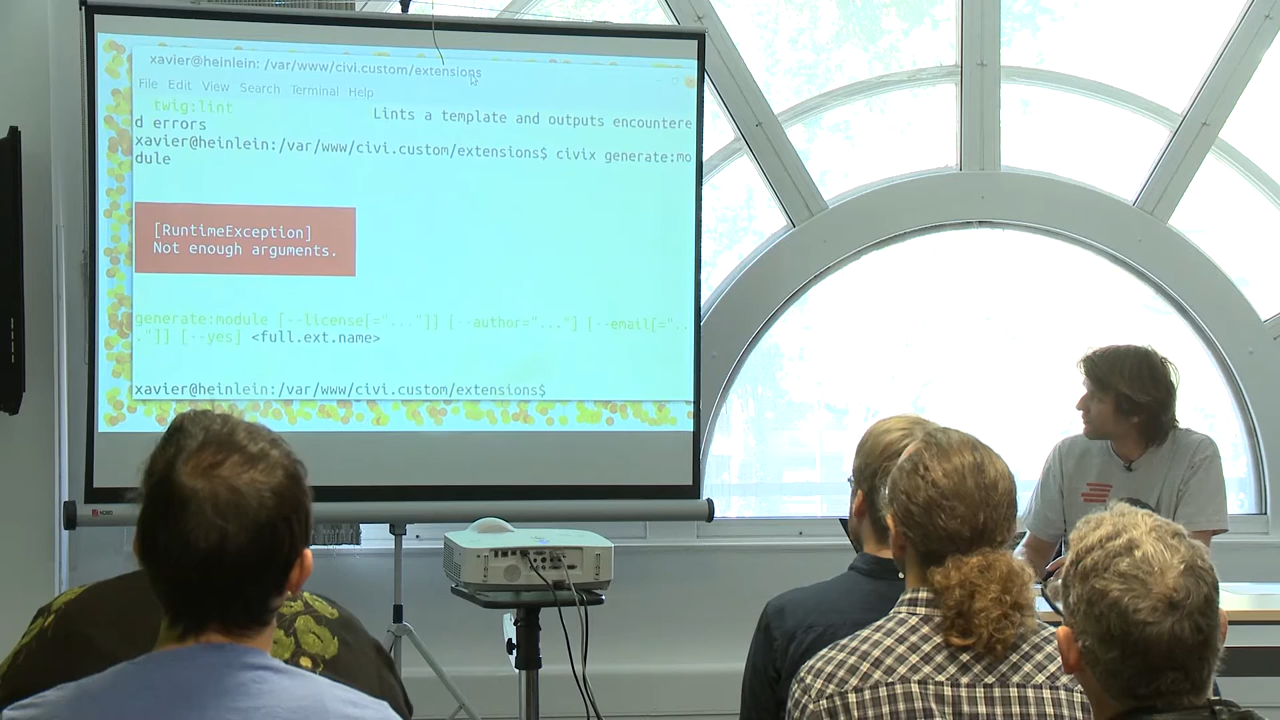 xavier@heinlein: /var/www/civi.custom/extensions
File Edit View Search Terminal Help
twig:lint Lints a template and outputs encountere
d errors
xavier@heinlein:/var/www/civi.custom/extensions$ civix generate:mo
dule
[RuntimeException]
Not enough arguments.
generate:module [--license[="..."]] [--author="..."] [--email[="..
."]] [--yes] <full.ext.name>
xavier@heinlein:/var/www/civi.custom/extensions$